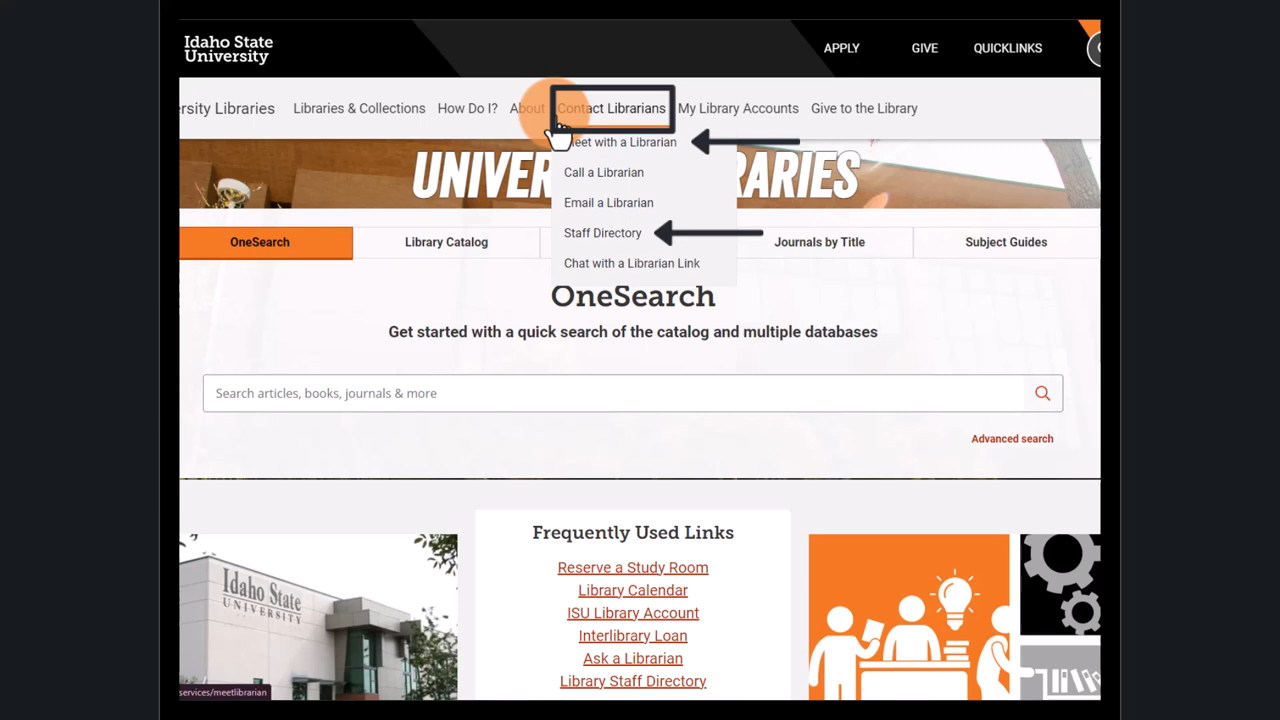 Idaho State
University
APPLY
GIVE
QUICKLINKS
ersity Libraries
Libraries & Collections
How Do I?
About
Contact Librarians
My Library Accounts
Give to the Library
eet with a Librarian
Call a Librarian
Email a Librarian
Staff Directory
Chat with a Librarian Link
UNIVER
RARIES
OneSearch
Library Catalog
Journals by Title
Subject Guides
OneSearch
Get started with a quick search of the catalog and multiple databases
Search articles, books, journals & more
Advanced search
Frequently Used Links
Reserve a Study Room
Library Calendar
ISU Library Account
Interlibrary Loan
Ask a Librarian
Library Staff Directory
Idaho State
UNIVERSITY
services/meetlibrarian